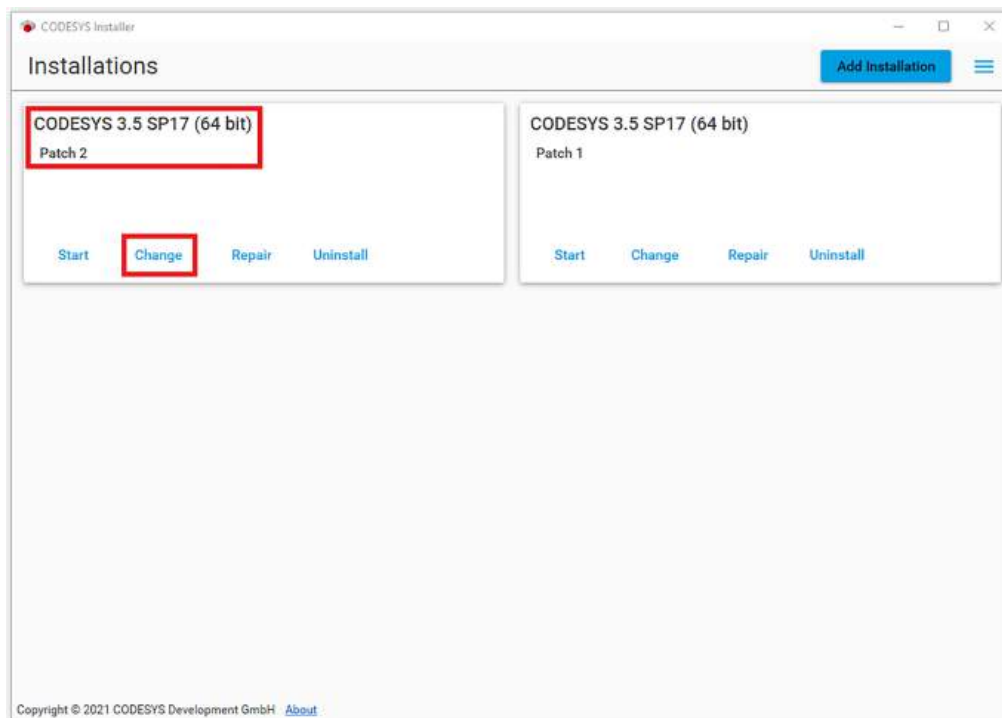 CODESYS Installer
Installations
Add Installation
CODESYS 3.5 SP17 (64 bit)
Patch 2
Start Change Repair Uninstall
CODESYS 3.5 SP17 (64 bit)
Patch 1
Start Change Repair Uninstall
Copyright © 2021 CODESYS Development GmbH About